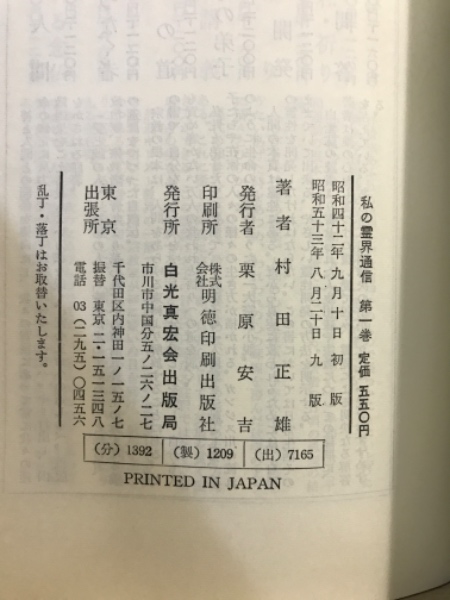 私の霊界通信 第一巻 定価 五五〇円
昭和四十二年九月十日 初版
昭和五十三年八月二十日 九版
著者 村田正雄
発行者 栗原安吉
印刷所 株式会社 明徳印刷出版社
発行所 白光真宏会出版局
市川市中国分五ノ二六ノ二七
東京出張所 千代田区内神田一ノ一五ノ七
振替 東京二・一五一三四八
電話 03(二九五)〇四五六
乱丁・落丁はお取替いたします。
(分)1392 (製)1209 (出)7165
PRINTED IN JAPAN